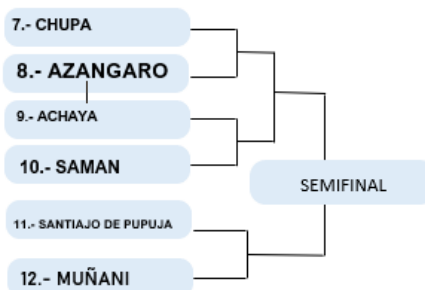 7.- CHUPA
8.- AZANGARO
9.- ACHAYA
10.- SAMAN
SEMIFINAL
11.- SANTIAJO DE PUPUJA
12.- MUÑANI